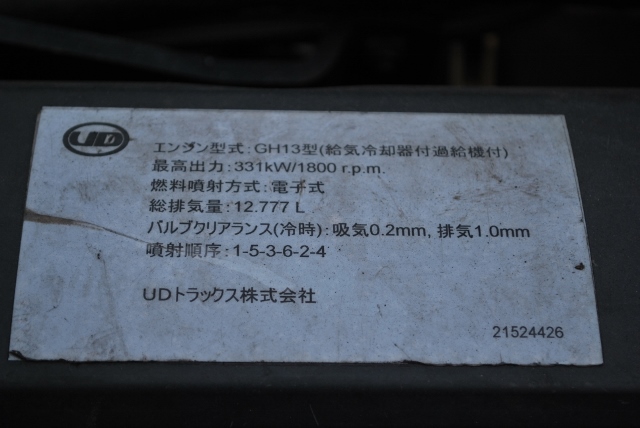 UD
エンジン型式:GH13型(給気冷却器付過給機付)
最高出力:331kW/1800 r.p.m.
燃料噴射方式:電子式
総排気量:12.777 L
バルブクリアランス(冷時):吸気0.2mm, 排気1.0mm
噴射順序:1-5-3-6-2-4
UDトラックス株式会社
21524426